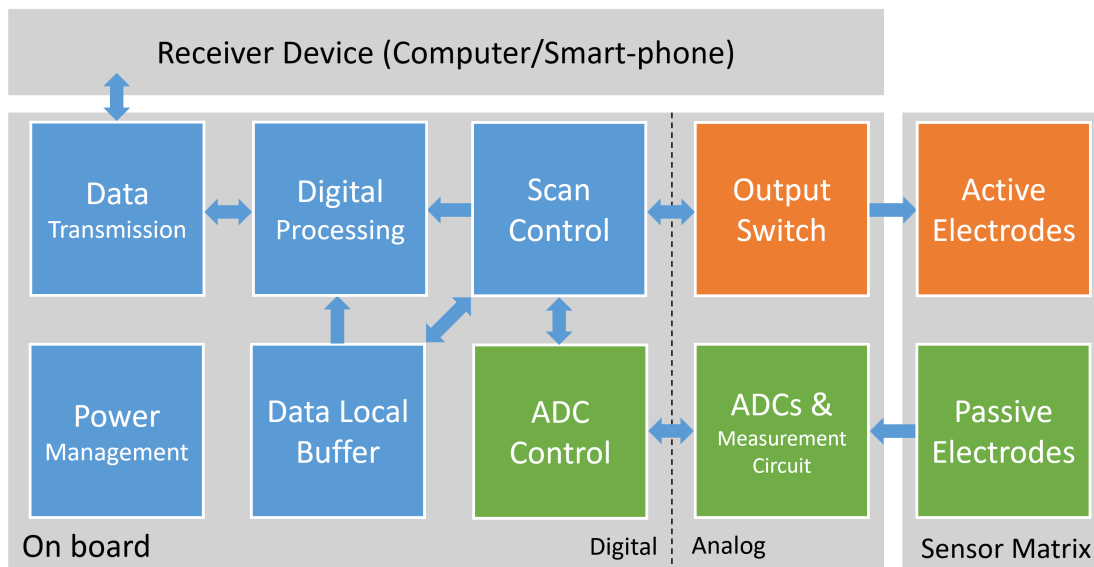 Receiver Device (Computer/Smart-phone)
Data
Transmission
Digital
Processing
Scan
Control
Output
Switch
Active
Electrodes
Power
Management
Data Local
Buffer
ADC
Control
ADCs &
Measurement
Circuit
Passive
Electrodes
On board
Digital
Analog
Sensor Matrix